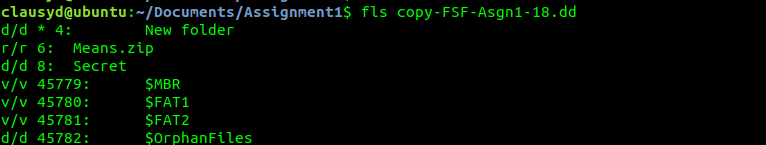 clausyd@ubuntu:~/Documents/Assignment1$ fls copy-FSF-Asgn1-18.dd
d/d * 4:        New folder
r/r 6:  Means.zip
d/d 8:  Secret
v/v 45779:      $MBR
v/v 45780:      $FAT1
v/v 45781:      $FAT2
d/d 45782:      $OrphanFiles